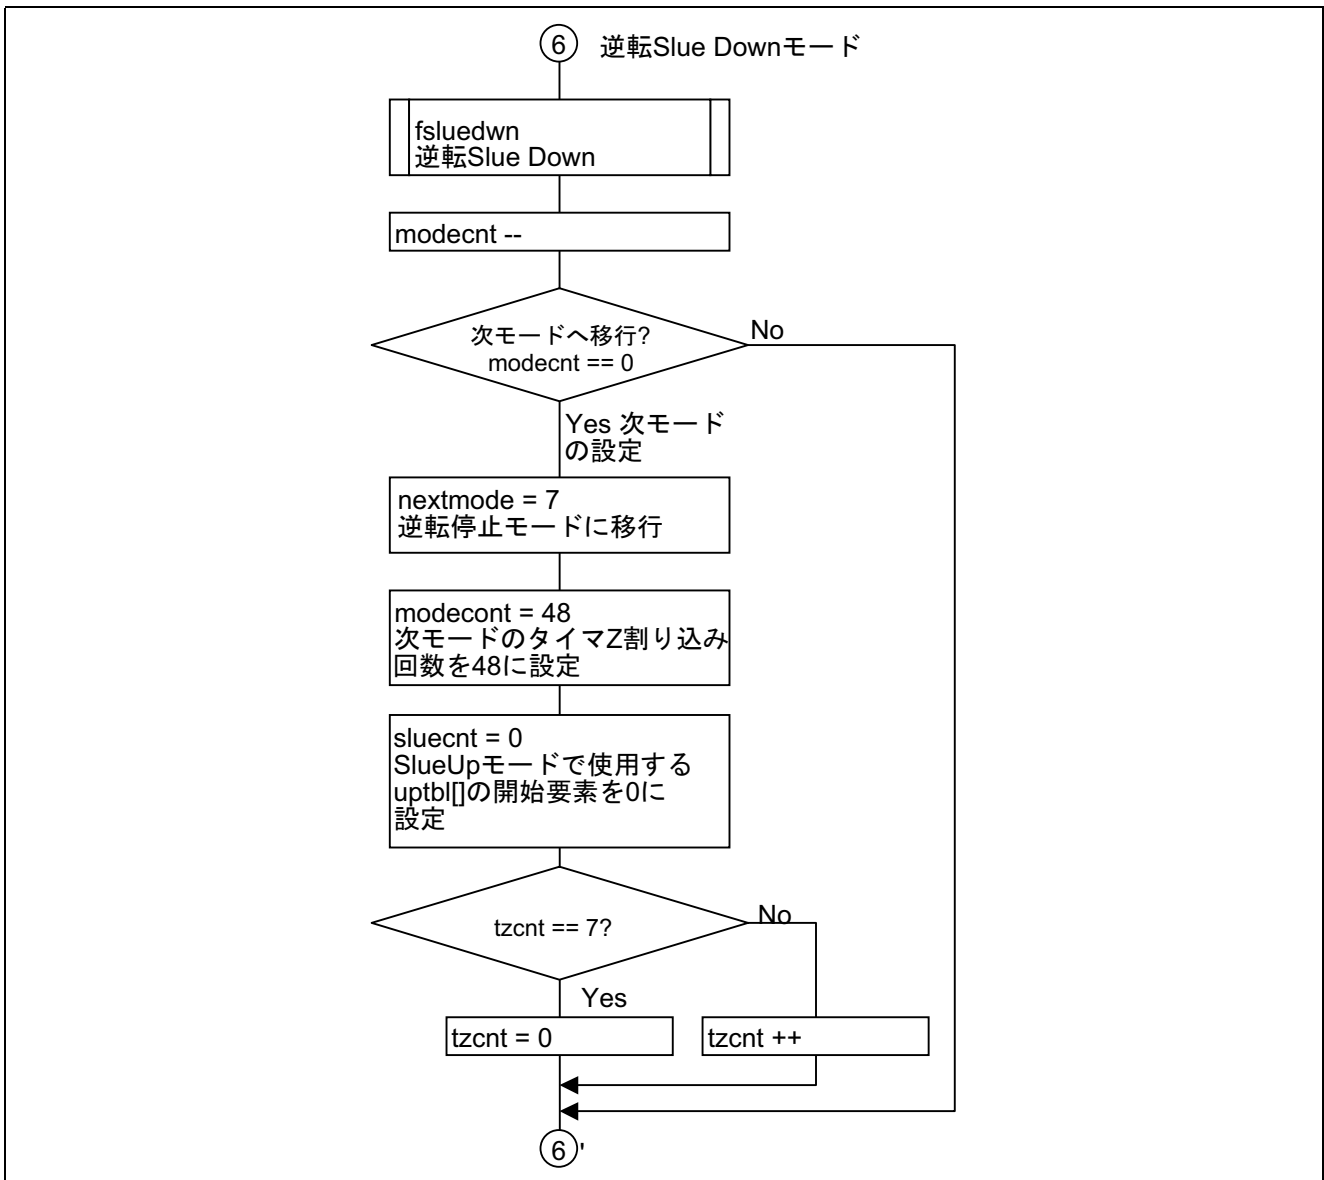 6 逆転Slue Downモード
fsluedwn
逆転Slue Down
modecnt --
次モードへ移行?
modecnt == 0
No
Yes 次モード
の設定
nextmode = 7
逆転停止モードに移行
modecont = 48
次モードのタイマZ割り込み
回数を48に設定
sluecnt = 0
SlueUpモードで使用する
uptbl[]の開始要素を0に
設定
tzcnt == 7?
No
Yes
tzcnt = 0
tzcnt ++
6'